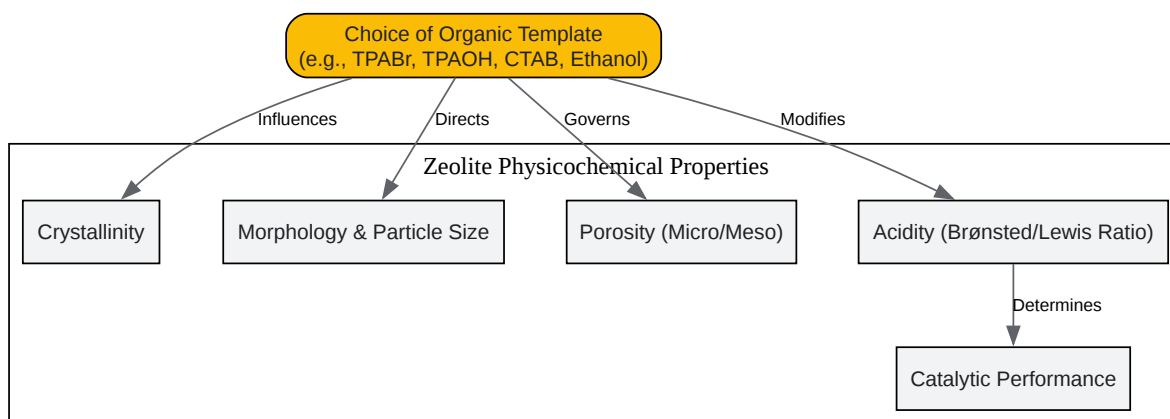 Choice of Organic Template
(e.g., TPABr, TPAOH, CTAB, Ethanol)
Influences
Directs
Governs
Modifies
Zeolite Physicochemical Properties
Crystallinity
Morphology & Particle Size
Porosity (Micro/Meso)
Acidity (Brønsted/Lewis Ratio)
Determines
Catalytic Performance